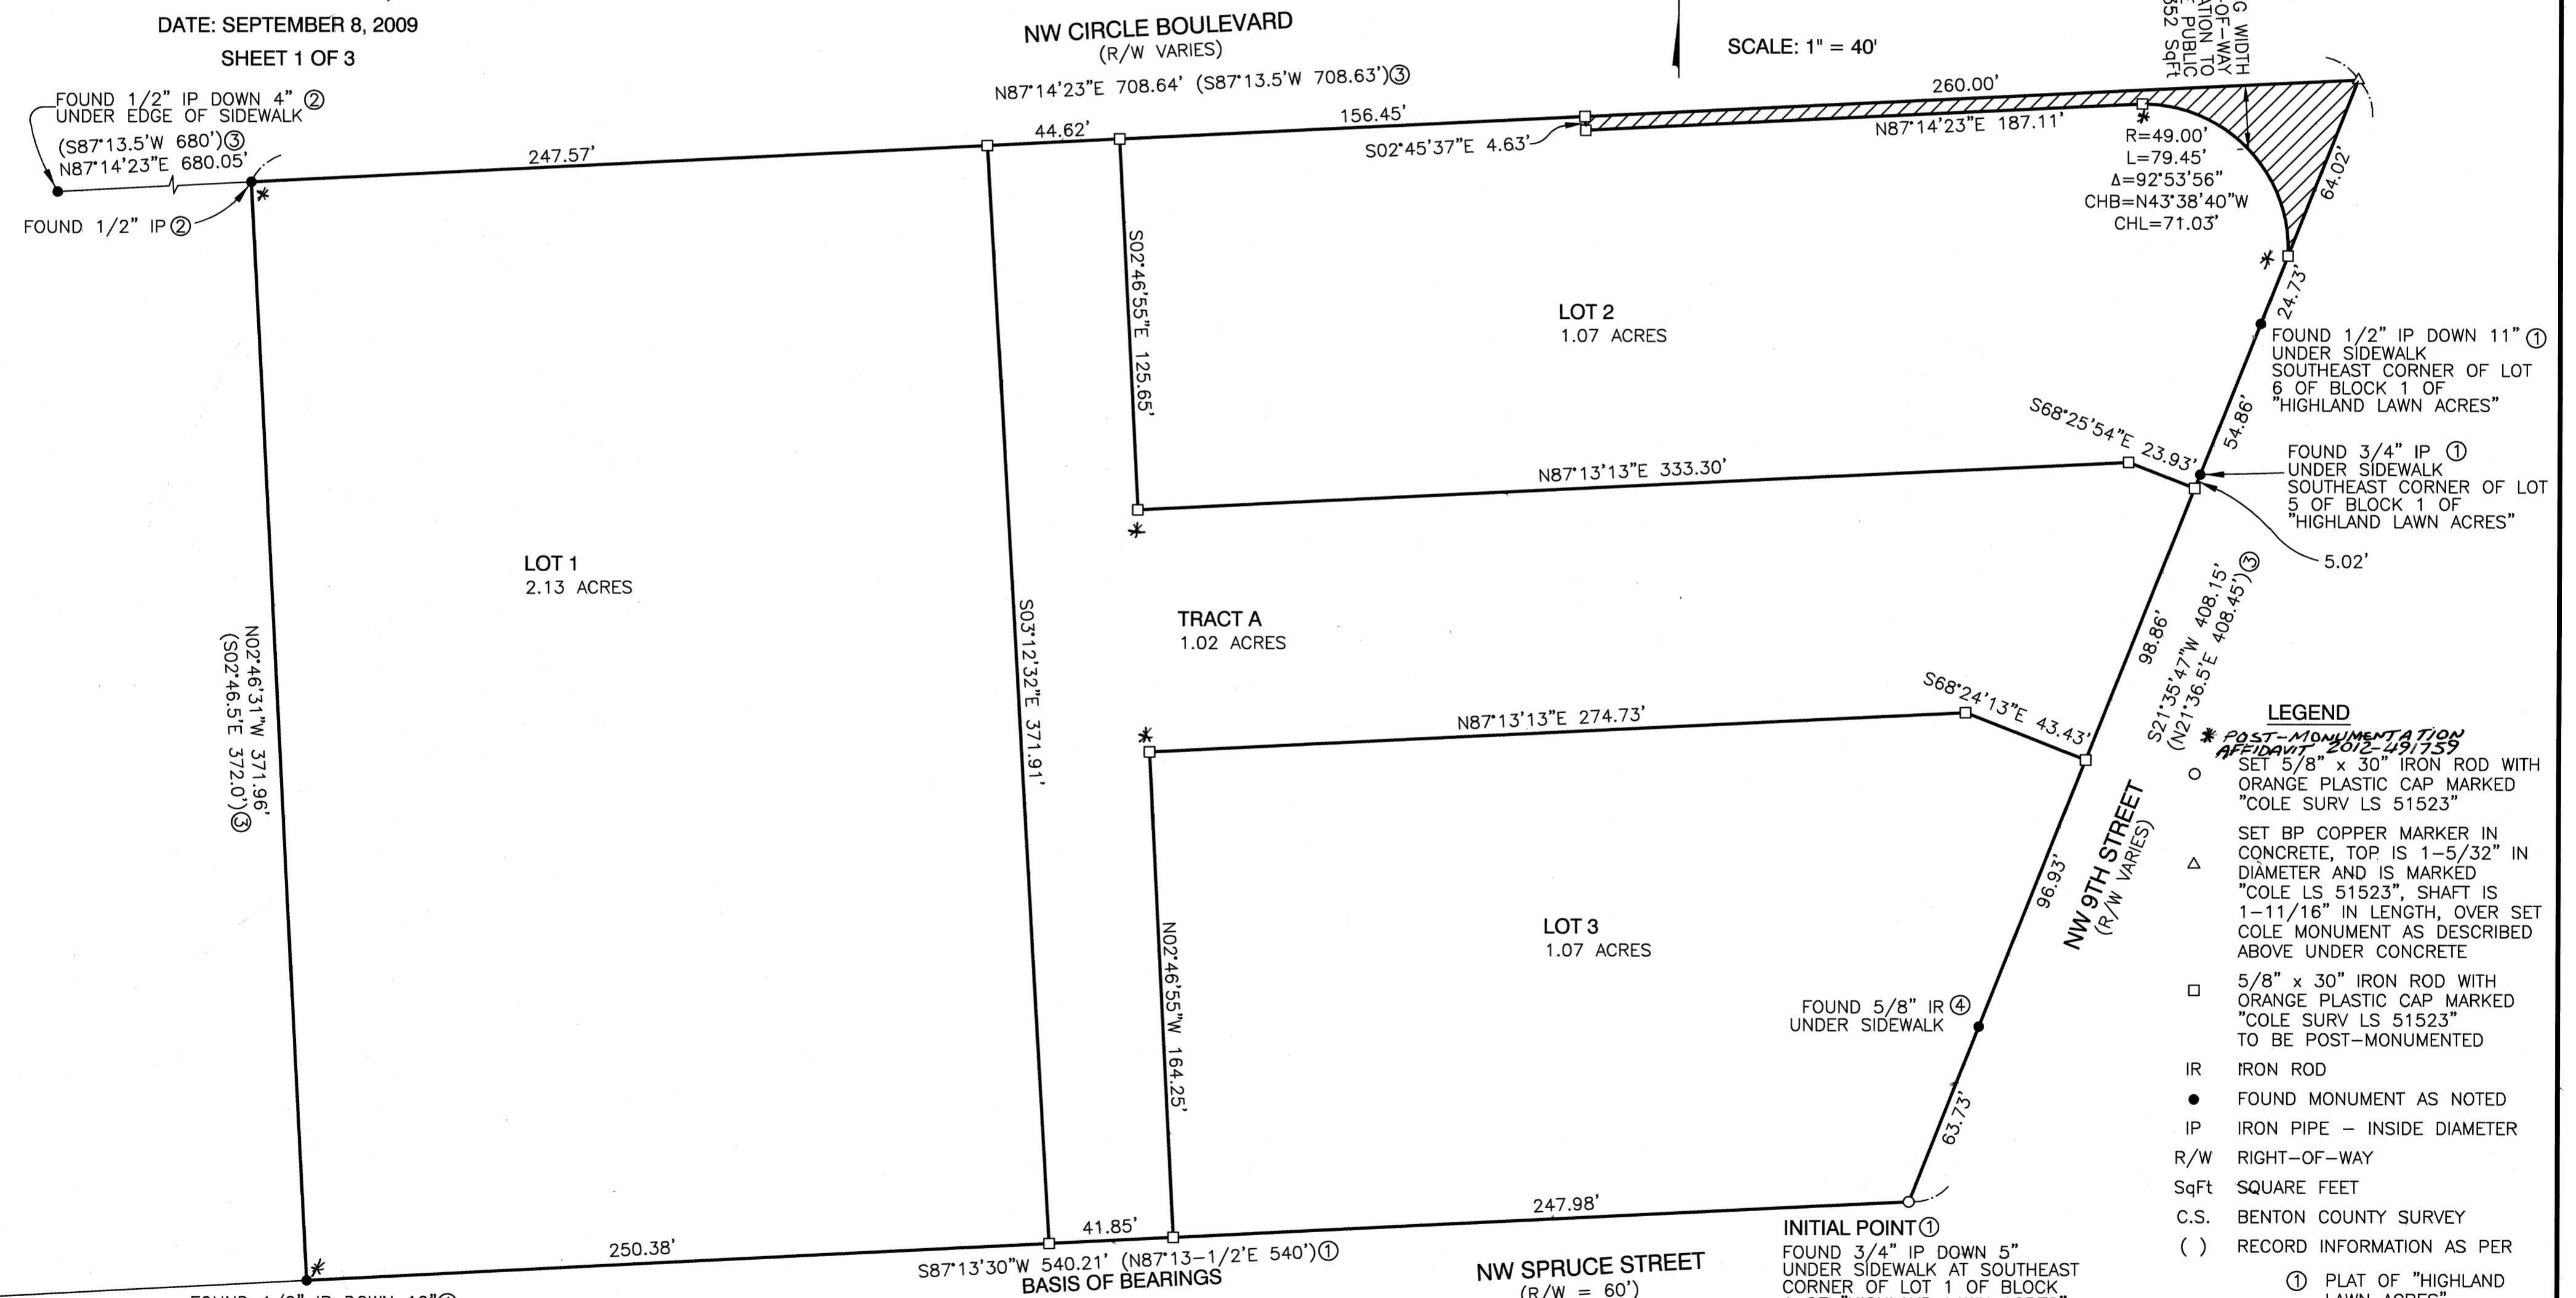 DATE: SEPTEMBER 8, 2009
SHEET 1 OF 3
NW CIRCLE BOULEVARD
(R/W VARIES)
N87°14'23"E 708.64' (S87°13.5'W 708.63')③
SCALE: 1" = 40'
G WIDTH
OF-WAY
ATION TO
PUBLIC
352 SqFt
FOUND 1/2" IP DOWN 4" ②
UNDER EDGE OF SIDEWALK
(S87°13.5'W 680')③
N87°14'23"E 680.05'
FOUND 1/2" IP②
*
247.57'
44.62'
156.45'
260.00'
S02°45'37"E 4.63'
N87°14'23"E 187.11'
*
R=49.00'
L=79.45'
Δ=92°53'56"
CHB=N43°38'40"W
CHL=71.03'
64.02'
*
24.73'
S02°46'55"E 125.65'
LOT 2
1.07 ACRES
FOUND 1/2" IP DOWN 11" ①
UNDER SIDEWALK
SOUTHEAST CORNER OF LOT
6 OF BLOCK 1 OF
"HIGHLAND LAWN ACRES"
54.86'
S68°25'54"E 23.93'
N87°13'13"E 333.30'
*
FOUND 3/4" IP ①
UNDER SIDEWALK
SOUTHEAST CORNER OF LOT
5 OF BLOCK 1 OF
"HIGHLAND LAWN ACRES"
5.02'
LOT 1
2.13 ACRES
N02°46'31"W 371.96'
(S02°46.5'E 372.0')③
S03°12'32"E 371.91'
TRACT A
1.02 ACRES
98.86'
S21°35'47"W 408.15'
(N21°36.5'E 408.45')③
S68°24'13"E 43.43'
N87°13'13"E 274.73'
*
NW 9TH STREET
(R/W VARIES)
96.93'
N02°46'55"W 164.25'
LOT 3
1.07 ACRES
FOUND 5/8" IR④
UNDER SIDEWALK
63.73'
247.98'
41.85'
250.38'
*
S87°13'30"W 540.21' (N87°13-1/2'E 540')①
BASIS OF BEARINGS
NW SPRUCE STREET
(R/W = 60')
INITIAL POINT①
FOUND 3/4" IP DOWN 5"
UNDER SIDEWALK AT SOUTHEAST
CORNER OF LOT 1 OF BLOCK
LEGEND
* POST-MONUMENTATION
AFFIDAVIT 2012-491759
SET 5/8" x 30" IRON ROD WITH
ORANGE PLASTIC CAP MARKED
"COLE SURV LS 51523"
SET BP COPPER MARKER IN
CONCRETE, TOP IS 1-5/32" IN
DIAMETER AND IS MARKED
"COLE LS 51523", SHAFT IS
1-11/16" IN LENGTH, OVER SET
COLE MONUMENT AS DESCRIBED
ABOVE UNDER CONCRETE
5/8" x 30" IRON ROD WITH
ORANGE PLASTIC CAP MARKED
"COLE SURV LS 51523"
TO BE POST-MONUMENTED
IR IRON ROD
FOUND MONUMENT AS NOTED
IP IRON PIPE - INSIDE DIAMETER
R/W RIGHT-OF-WAY
SqFt SQUARE FEET
C.S. BENTON COUNTY SURVEY
( ) RECORD INFORMATION AS PER
① PLAT OF "HIGHLAND